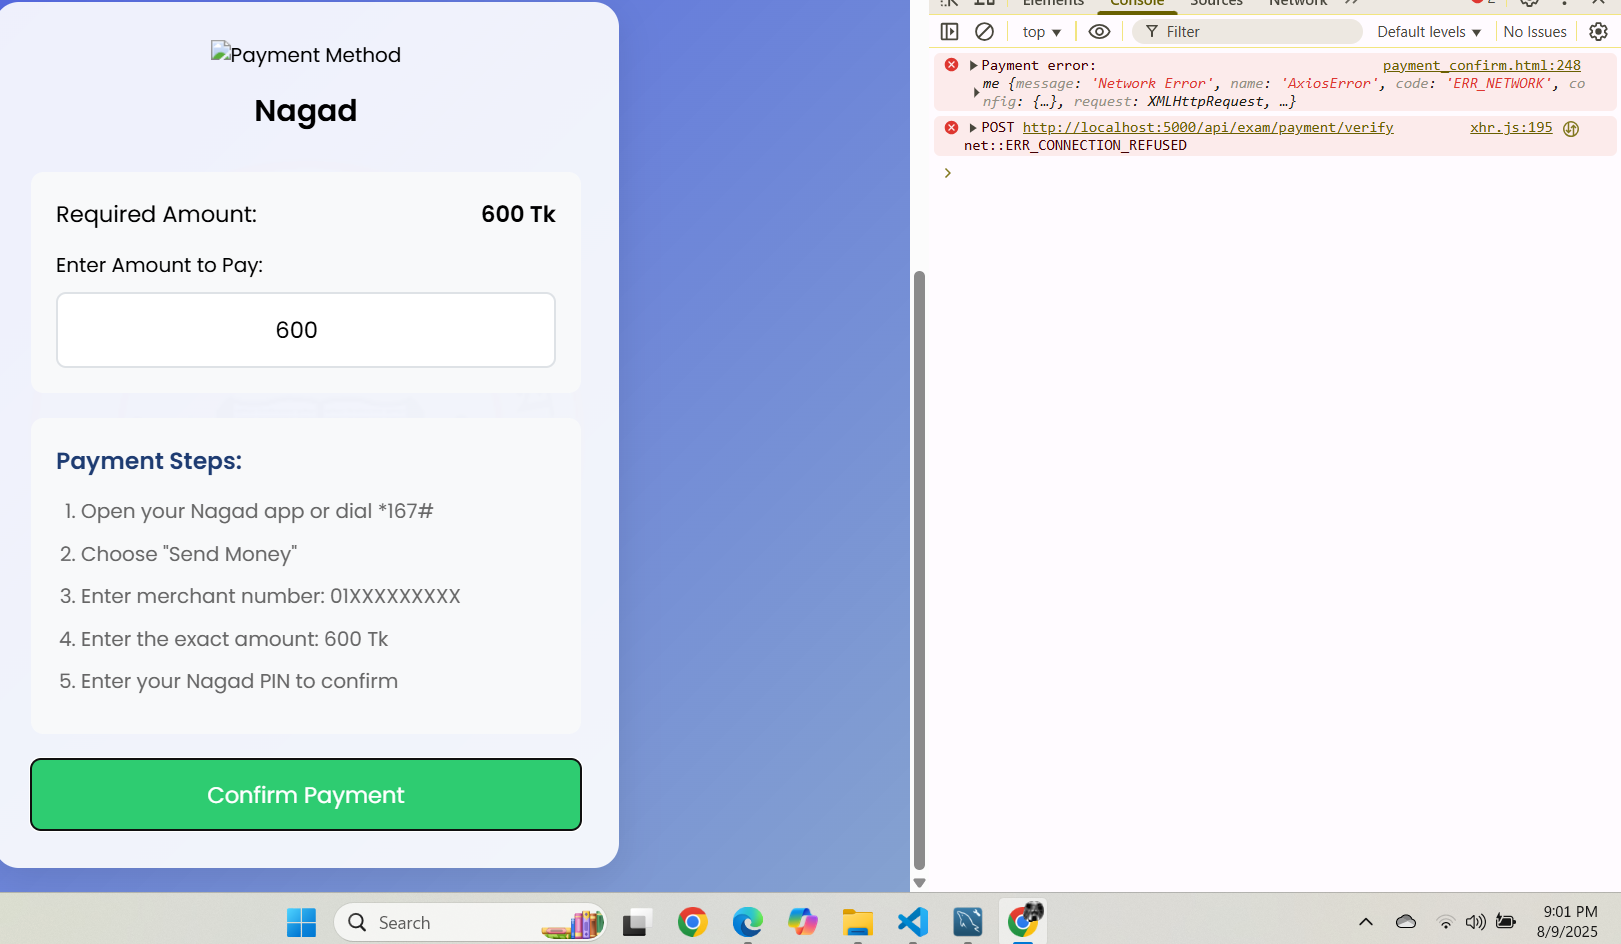 Payment Method
Nagad
Required Amount: 600 Tk
Enter Amount to Pay:
600
Payment Steps:
1. Open your Nagad app or dial *167#
2. Choose "Send Money"
3. Enter merchant number: 01XXXXXXXXX
4. Enter the exact amount: 600 Tk
5. Enter your Nagad PIN to confirm
Confirm Payment
Elements Console Sources Network 2
top Filter Default levels No Issues
Payment error: payment_confirm.html:248
me {message: 'Network Error', name: 'AxiosError', code: 'ERR_NETWORK', co
nfig: {…}, request: XMLHttpRequest, …}
POST http://localhost:5000/api/exam/payment/verify xhr.js:195
net::ERR_CONNECTION_REFUSED
Search
9:01 PM
8/9/2025